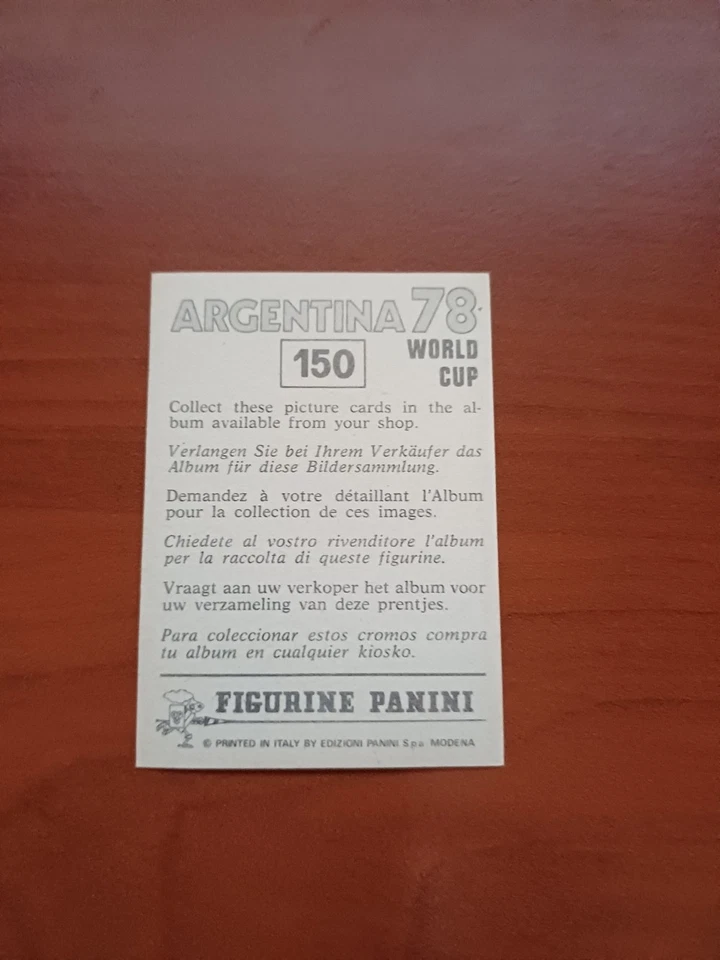 ARGENTINA 78
150 WORLD
CUP
Collect these picture cards in the al-
bum available from your shop.
Verlangen Sie bei Ihrem Verkäufer das
Album für diese Bildersammlung.
Demandez à votre détaillant l'Album
pour la collection de ces images.
Chiedete al vostro rivenditore l'album
per la raccolta di queste figurine.
Vraagt aan uw verkoper het album voor
uw verzameling van deze prentjes.
Para coleccionar estos cromos compra
tu album en cualquier kiosko.
FIGURINE PANINI
© PRINTED IN ITALY BY EDIZIONI PANINI S.p.a. MODENA